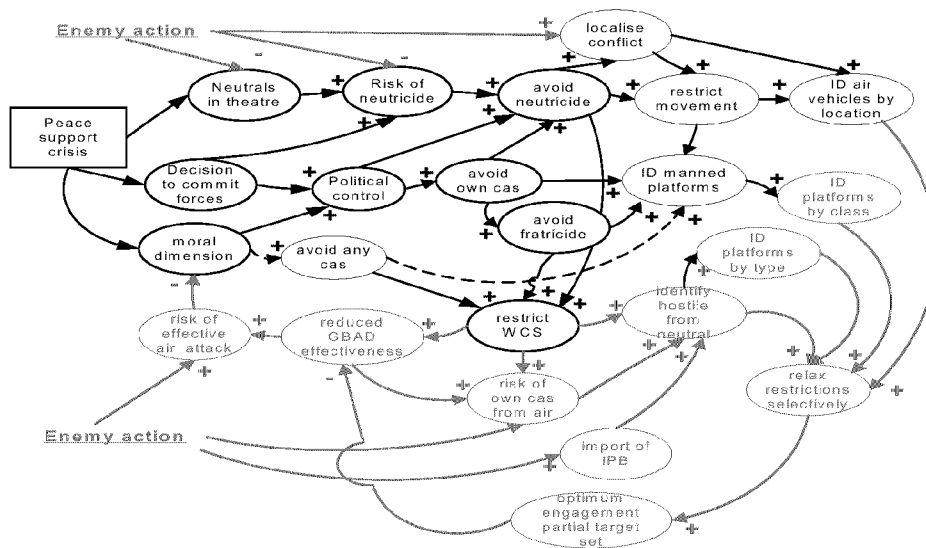 Enemy action
localise
conflict
Neutrals
in theatre
Risk of
neutricide
avoid
neutricide
restrict
movement
ID air
vehicles by
location
Peace
support
crisis
Decision
to commit
forces
Political
control
avoid
own cas
ID manned
platforms
ID
platforms
by class
moral
dimension
avoid any
cas
avoid
fratricide
ID
platforms
by type
risk of
effective
air attack
reduced
GBAD
effectiveness
restrict
WCS
identify
hostile
from
neutral
risk of
own cas
from air
relax
restrictions
selectively
Enemy action
import of
IPB
optimum
engagement
partial target
set